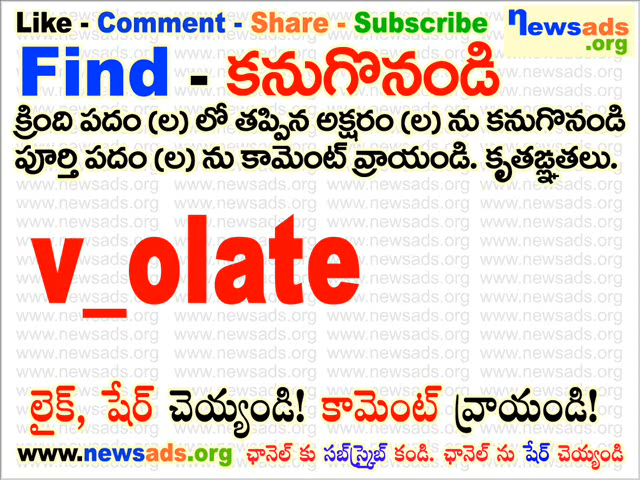 Like - Comment - Share - Subscribe
newsads
.org
Find - కనుగొనండి
క్రింది పదం (ల) లో తప్పిన అక్షరం (ల) ను కనుగొనండి
పూర్తి పదం (ల) ను కామెంట్ వ్రాయండి. కృతజ్ఞతలు.
v_olate
లైక్, షేర్ చెయ్యండి! కామెంట్ వ్రాయండి!
www.newsads.org ఛానెల్ కు సబ్‌స్క్రైబ్ కండి. ఛానెల్ ను షేర్ చెయ్యండి